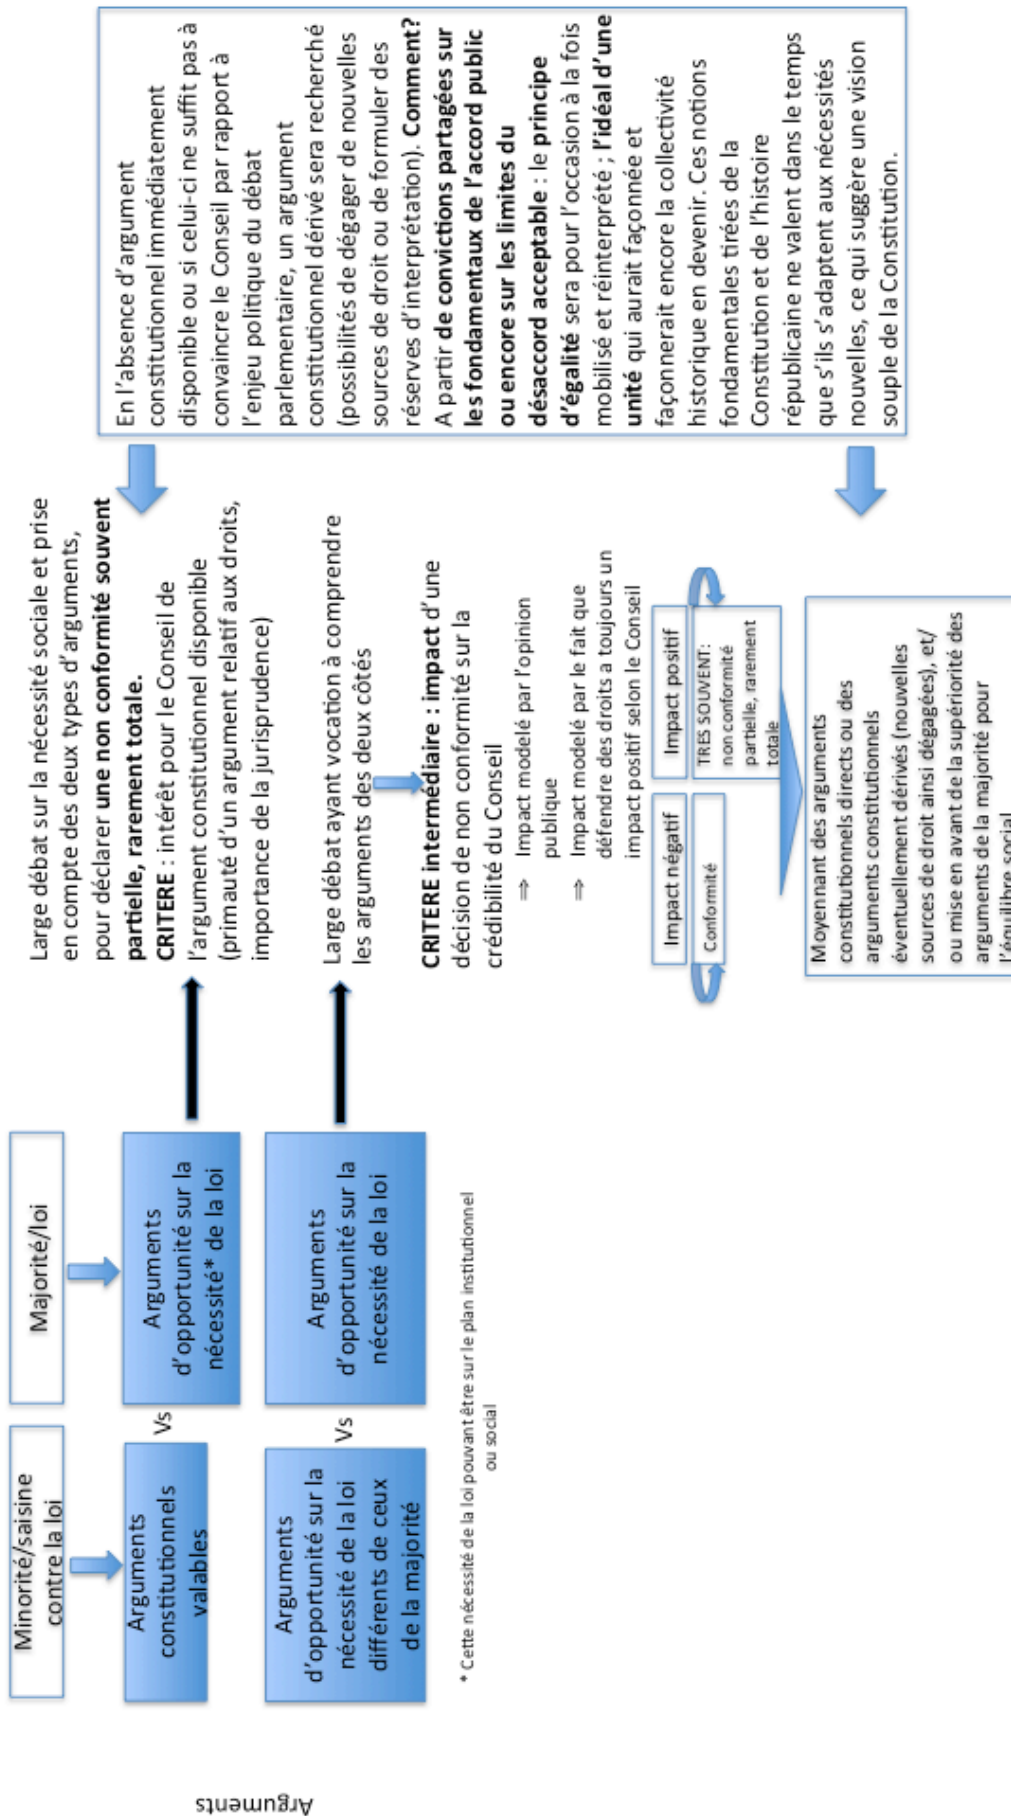 Arguments
Minorité/saisine
contre la loi
Majorité/loi
Arguments
constitutionnels
valables
Vs
Arguments
d'opportunité sur la
nécessité* de la loi
Arguments
d'opportunité sur la
nécessité de la loi
différents de ceux
de la majorité
Vs
Arguments
d'opportunité sur la
nécessité de la loi
* Cette nécessité de la loi pouvant être sur le plan institutionnel
ou social
Large débat sur la nécessité sociale et prise
en compte des deux types d'arguments,
pour déclarer une non conformité souvent
partielle, rarement totale.
CRITERE : intérêt pour le Conseil de
l'argument constitutionnel disponible
(primauté d'un argument relatif aux droits,
importance de la jurisprudence)
Large débat ayant vocation à comprendre
les arguments des deux côtés
CRITERE intermédiaire : impact d'une
décision de non conformité sur la
crédibilité du Conseil
⇒ Impact modelé par l'opinion
publique
⇒ Impact modelé par le fait que
défendre des droits a toujours un
impact positif selon le Conseil
Impact négatif
Impact positif
Conformité
TRES SOUVENT:
non conformité
partielle, rarement
totale
Moyennant des arguments
constitutionnels directs ou des
arguments constitutionnels
éventuellement dérivés (nouvelles
sources de droit ainsi dégagées), et/
ou mise en avant de la supériorité des
arguments de la majorité pour
l'équilibre social
En l'absence d'argument
constitutionnel immédiatement
disponible ou si celui-ci ne suffit pas à
convaincre le Conseil par rapport à
l'enjeu politique du débat
parlementaire, un argument
constitutionnel dérivé sera recherché
(possibilités de dégager de nouvelles
sources de droit ou de formuler des
réserves d'interprétation). Comment?
A partir de convictions partagées sur
les fondamentaux de l'accord public
ou encore sur les limites du
désaccord acceptable : le principe
d'égalité sera pour l'occasion à la fois
mobilisé et réinterprété ; l'idéal d'une
unité qui aurait façonnée et
façonnerait encore la collectivité
historique en devenir. Ces notions
fondamentales tirées de la
Constitution et de l'histoire
républicaine ne valent dans le temps
que s'ils s'adaptent aux nécessités
nouvelles, ce qui suggère une vision
souple de la Constitution.